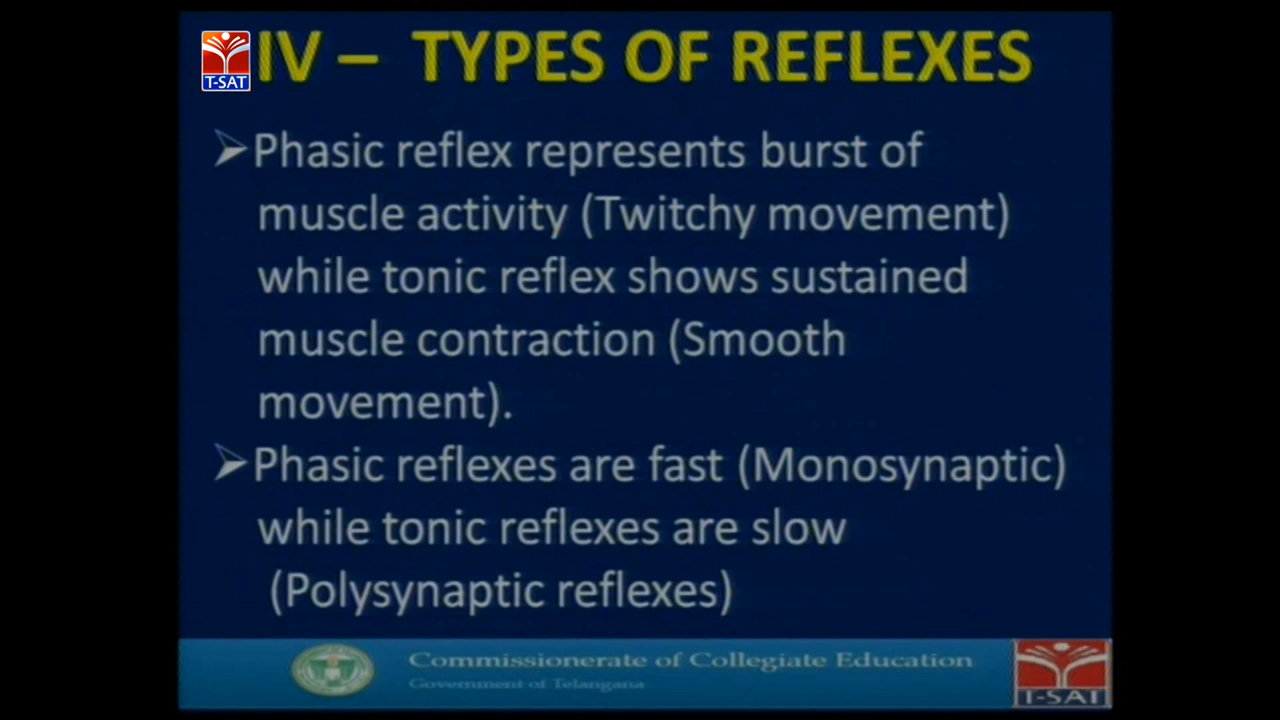 T-SAT
IV – TYPES OF REFLEXES
➢Phasic reflex represents burst of
muscle activity (Twitchy movement)
while tonic reflex shows sustained
muscle contraction (Smooth
movement).
➢Phasic reflexes are fast (Monosynaptic)
while tonic reflexes are slow
(Polysynaptic reflexes)
Commissionerate of Collegiate Education
Government of Telangana
T-SAT